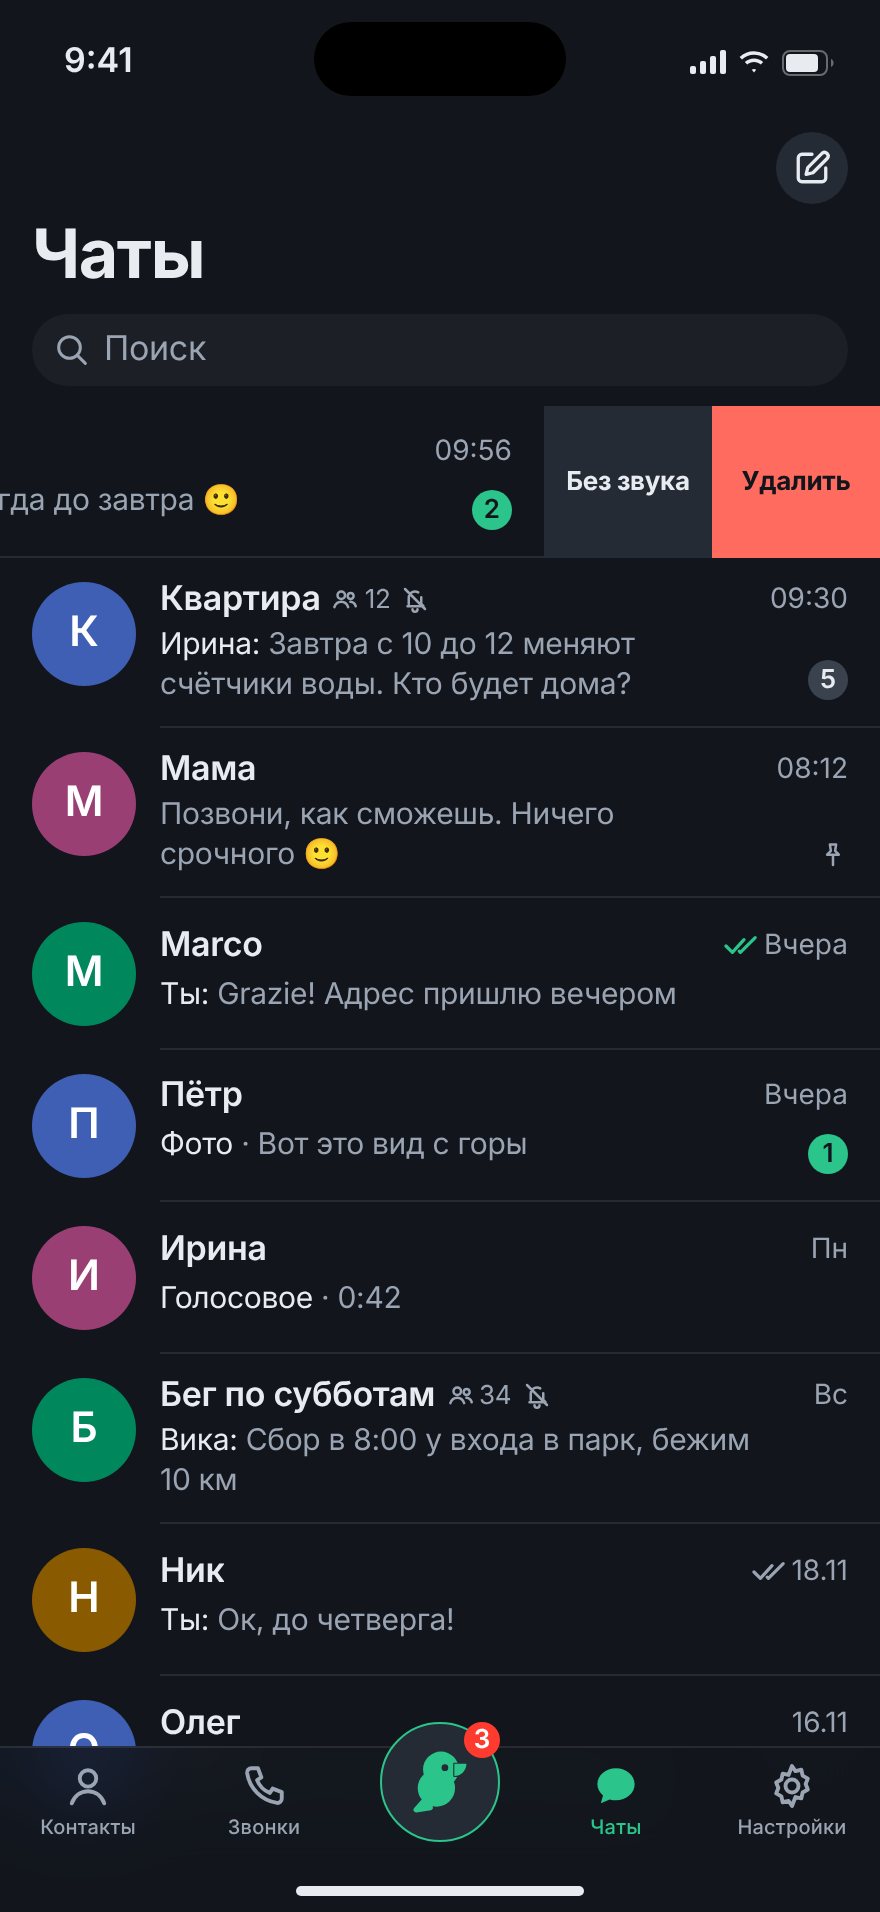 9:41
Чаты
Поиск
09:56
гда до завтра 🙂
2
Без звука
Удалить
Квартира 12
09:30
Ирина: Завтра с 10 до 12 меняют
счётчики воды. Кто будет дома?
5
Мама
08:12
Позвони, как сможешь. Ничего
срочного 🙂
Marco
Вчера
Ты: Grazie! Адрес пришлю вечером
Пётр
Вчера
Фото · Вот это вид с горы
1
Ирина
Пн
Голосовое · 0:42
Бег по субботам 34
Вс
Вика: Сбор в 8:00 у входа в парк, бежим
10 км
Ник
18.11
Ты: Ок, до четверга!
Олег
16.11
3
Контакты
Звонки
Чаты
Настройки
К
М
М
П
И
Б
Н
О